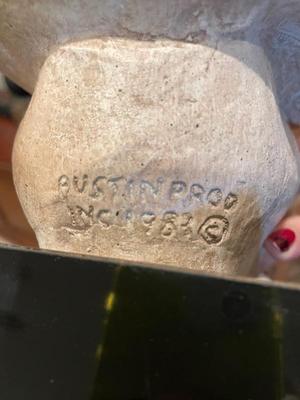 AUSTIN PROD
INC 1983 ©